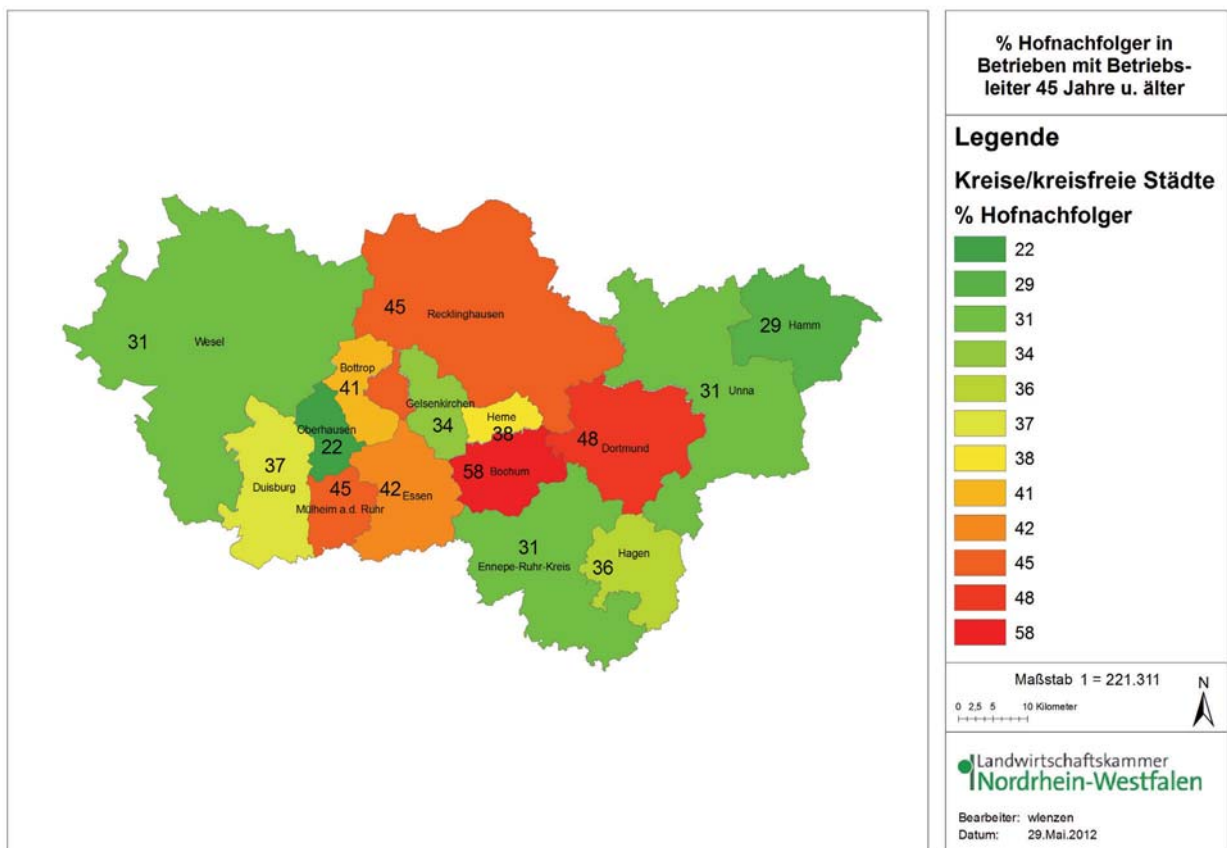 % Hofnachfolger in
Betrieben mit Betriebs-
leiter 45 Jahre u. älter
Legende
Kreise/kreisfreie Städte
% Hofnachfolger
22
29
31
34
36
37
38
41
42
45
48
58
Maßstab 1 = 221.311
N
0 2,5 5 10 Kilometer
Landwirtschaftskammer
Nordrhein-Westfalen
Bearbeiter: wlenzen
Datum: 29.Mai.2012
45 Recklinghausen
29 Hamm
31 Wesel
Bottrop
41
31 Unna
Gelsenkirchen
34
Herne
38
Oberhausen
22
48 Dortmund
37
Duisburg
58 Bochum
45
Mülheim a.d. Ruhr
42 Essen
31
Ennepe-Ruhr-Kreis
Hagen
36